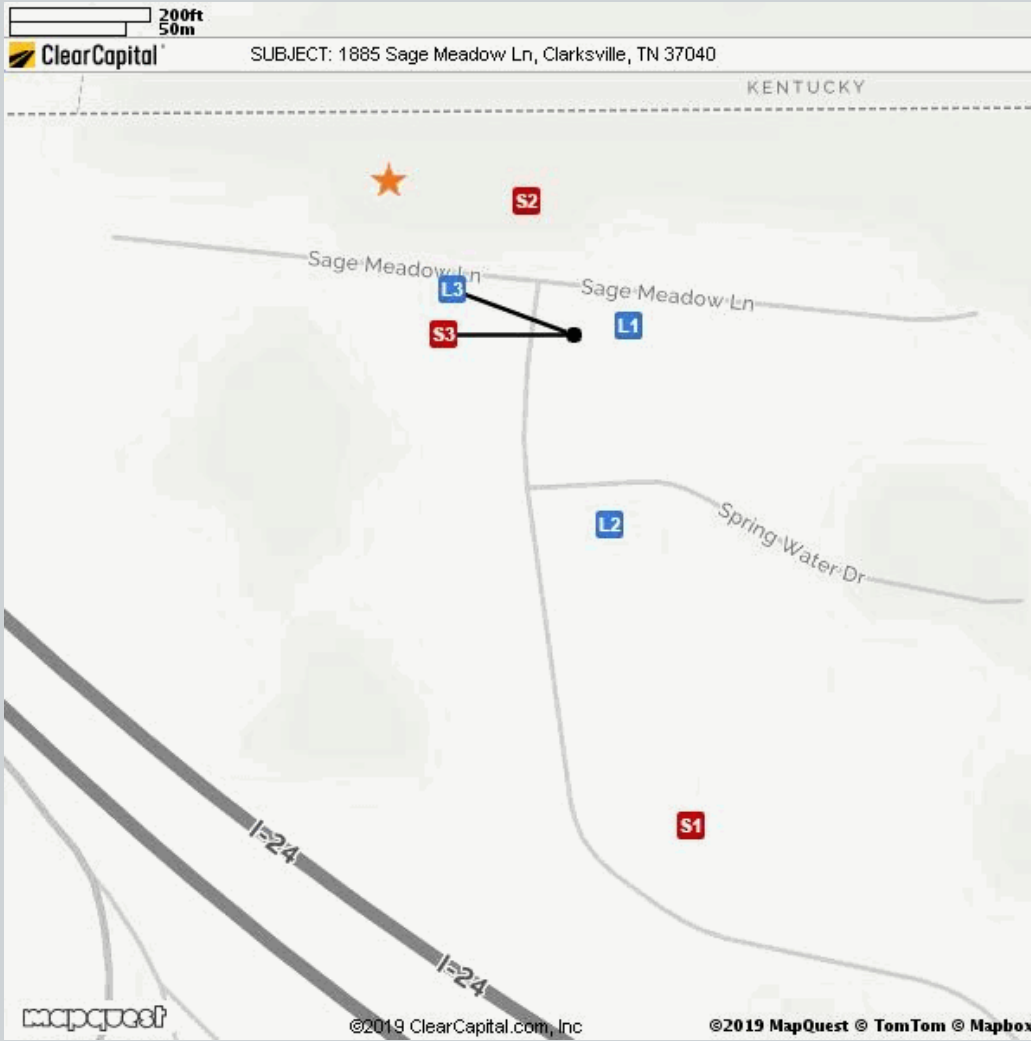 200ft
50m
ClearCapital SUBJECT: 1885 Sage Meadow Ln, Clarksville, TN 37040
KENTUCKY
S2
Sage Meadow Ln
Sage Meadow Ln
L3
L1
S3
L2
Spring Water Dr
S1
I-24
I-24
mapquest ©2019 ClearCapital.com, Inc ©2019 MapQuest © TomTom © Mapbox